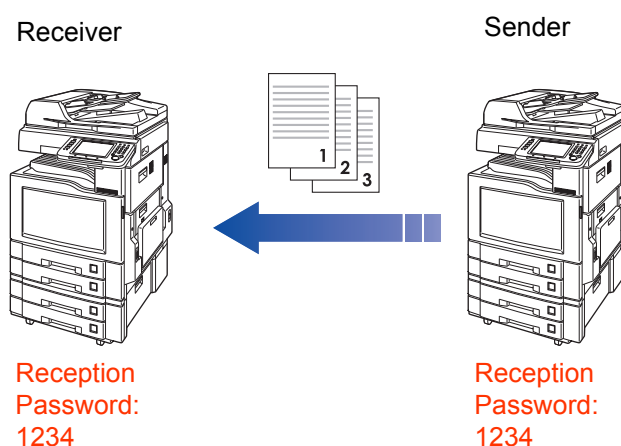 Receiver
Sender
1
2
3
Reception
Password:
1234
Reception
Password:
1234